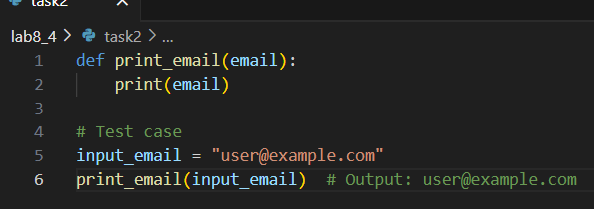 task2
lab8_4 > task2 > ...
1 def print_email(email):
2     print(email)
3
4 # Test case
5 input_email = "user@example.com"
6 print_email(input_email)  # Output: user@example.com